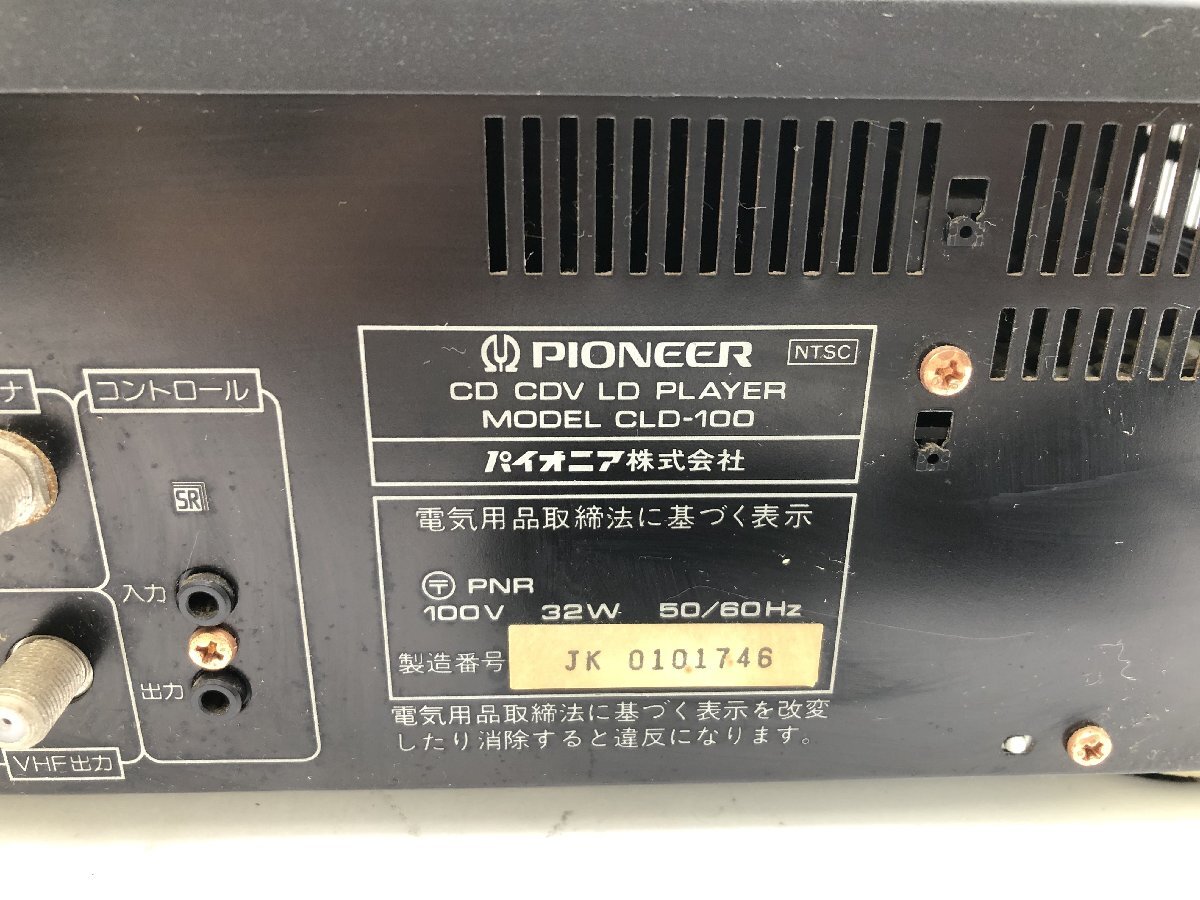 PIONEER NTSC
CD CDV LD PLAYER
MODEL CLD-100
パイオニア株式会社
電気用品取締法に基づく表示
〒 PNR
100V 32W 50/60Hz
製造番号 JK 0101746
電気用品取締法に基づく表示を改変
したり消除すると違反になります。
ナ
コントロール
SR
入力
出力
VHF出力